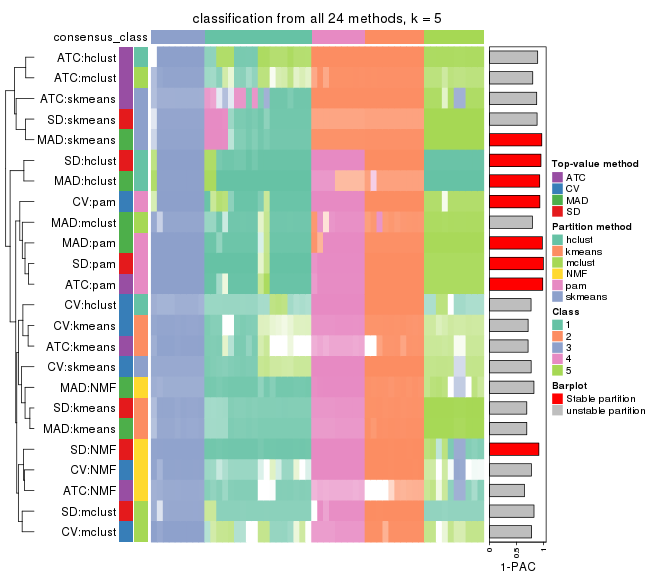 classification from all 24 methods, k = 5
consensus_class
ATC:hclust
ATC:mclust
ATC:skmeans
SD:skmeans
MAD:skmeans
SD:hclust
MAD:hclust
CV:pam
MAD:mclust
MAD:pam
SD:pam
ATC:pam
CV:hclust
CV:kmeans
ATC:kmeans
CV:skmeans
MAD:NMF
SD:kmeans
MAD:kmeans
SD:NMF
CV:NMF
ATC:NMF
SD:mclust
CV:mclust
0
0.5
1
1-PAC
Top-value method
ATC
CV
MAD
SD
Partition method
hclust
kmeans
mclust
NMF
pam
skmeans
Class
1
2
3
4
5
Barplot
Stable partition
unstable partition